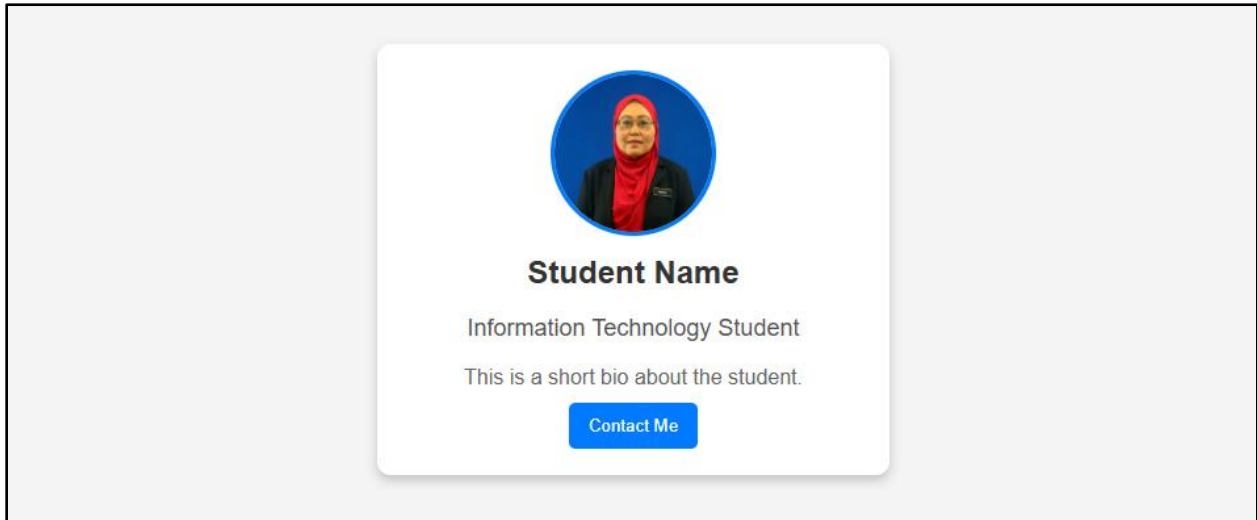 Student Name
Information Technology Student
This is a short bio about the student.
Contact Me